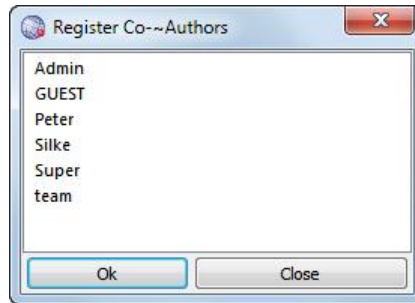 Register Co-~Authors
Admin
GUEST
Peter
Silke
Super
team
Ok Close